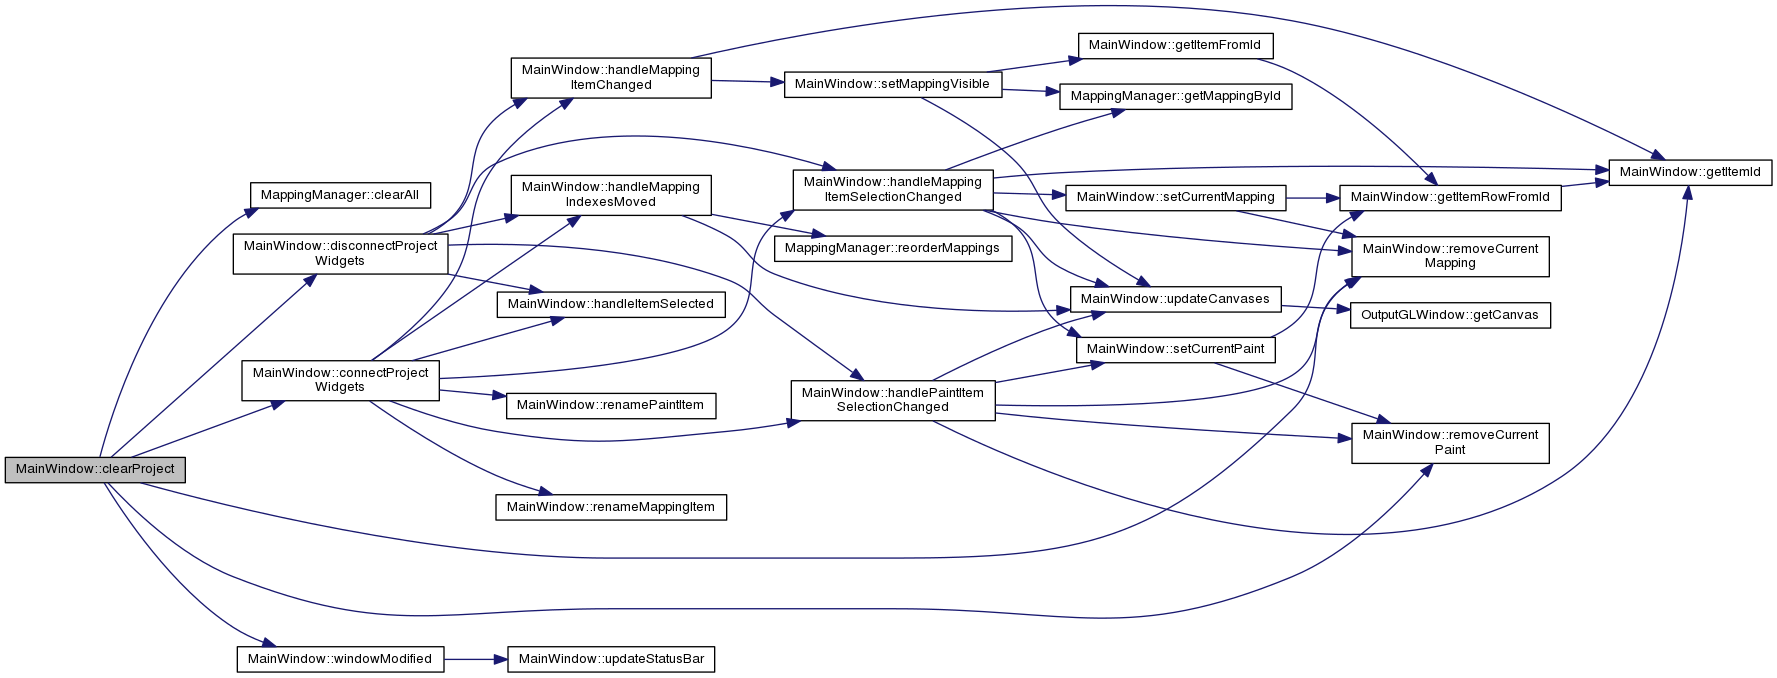 MainWindow::clearProject
MappingManager::clearAll
MainWindow::disconnectProject
Widgets
MainWindow::connectProject
Widgets
MainWindow::windowModified
MainWindow::handleMapping
ItemChanged
MainWindow::handleMapping
IndexesMoved
MainWindow::handleItemSelected
MainWindow::renamePaintItem
MainWindow::renameMappingItem
MainWindow::updateStatusBar
MainWindow::setMappingVisible
MainWindow::handleMapping
ItemSelectionChanged
MappingManager::reorderMappings
MainWindow::handlePaintItem
SelectionChanged
MainWindow::getItemFromId
MappingManager::getMappingById
MainWindow::setCurrentMapping
MainWindow::updateCanvases
MainWindow::setCurrentPaint
MainWindow::getItemRowFromId
MainWindow::removeCurrent
Mapping
OutputGLWindow::getCanvas
MainWindow::removeCurrent
Paint
MainWindow::getItemId